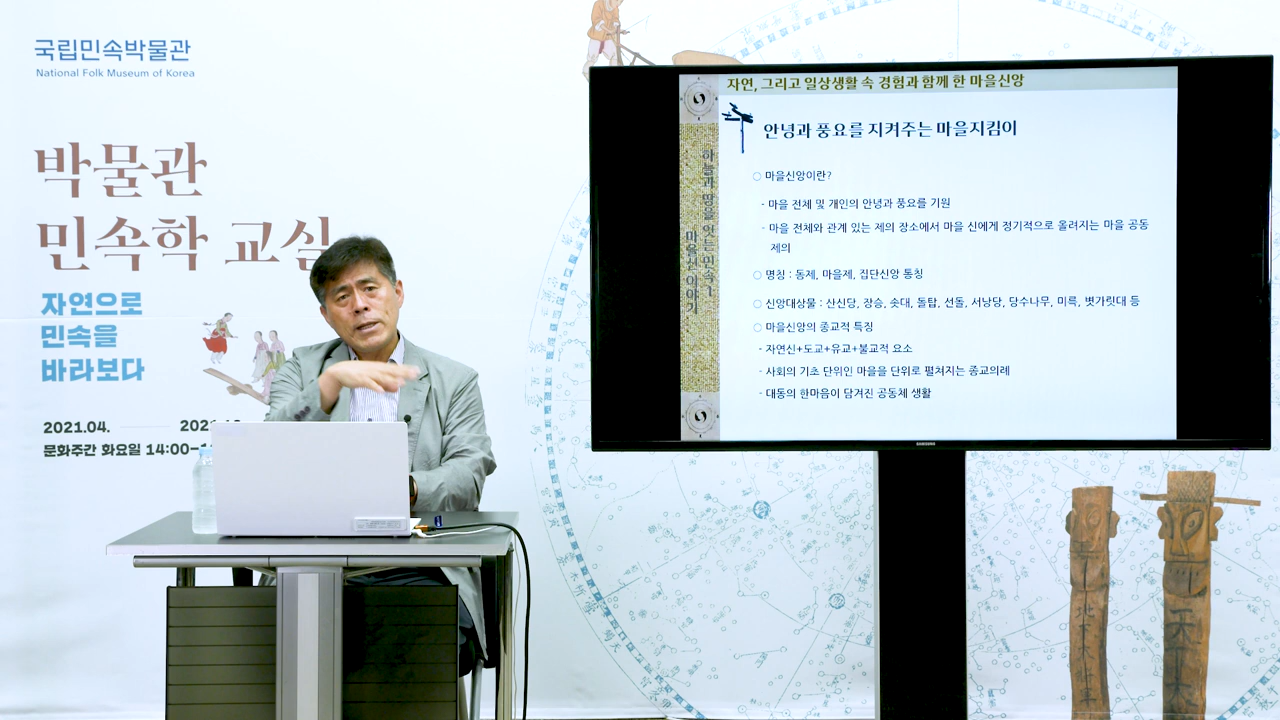 국립민속박물관
National Folk Museum of Korea
박물관
민속학 교실
자연으로
민속을
바라보다
2021.04.
문화주간 화요일 14:00
자연, 그리고 일상생활 속 경험과 함께 한 마을신앙
안녕과 풍요를 지켜주는 마을지킴이
하늘과 땅을 잇는 민속
마을신 이야기
○ 마을신앙이란?
- 마을 전체 및 개인의 안녕과 풍요를 기원
- 마을 전체와 관계 있는 제의 장소에서 마을 신에게 정기적으로 올려지는 마을 공동
제의
○ 명칭 : 동제, 마을제, 집단신앙 통칭
○ 신앙대상물 : 산신당, 장승, 솟대, 돌탑, 선돌, 서낭당, 당수나무, 미륵, 볏가릿대 등
○ 마을신앙의 종교적 특징
- 자연신+도교+유교+불교적 요소
- 사회의 기초 단위인 마을을 단위로 펼쳐지는 종교의례
- 대동의 한마음이 담겨진 공동체 생활
SAMSUNG